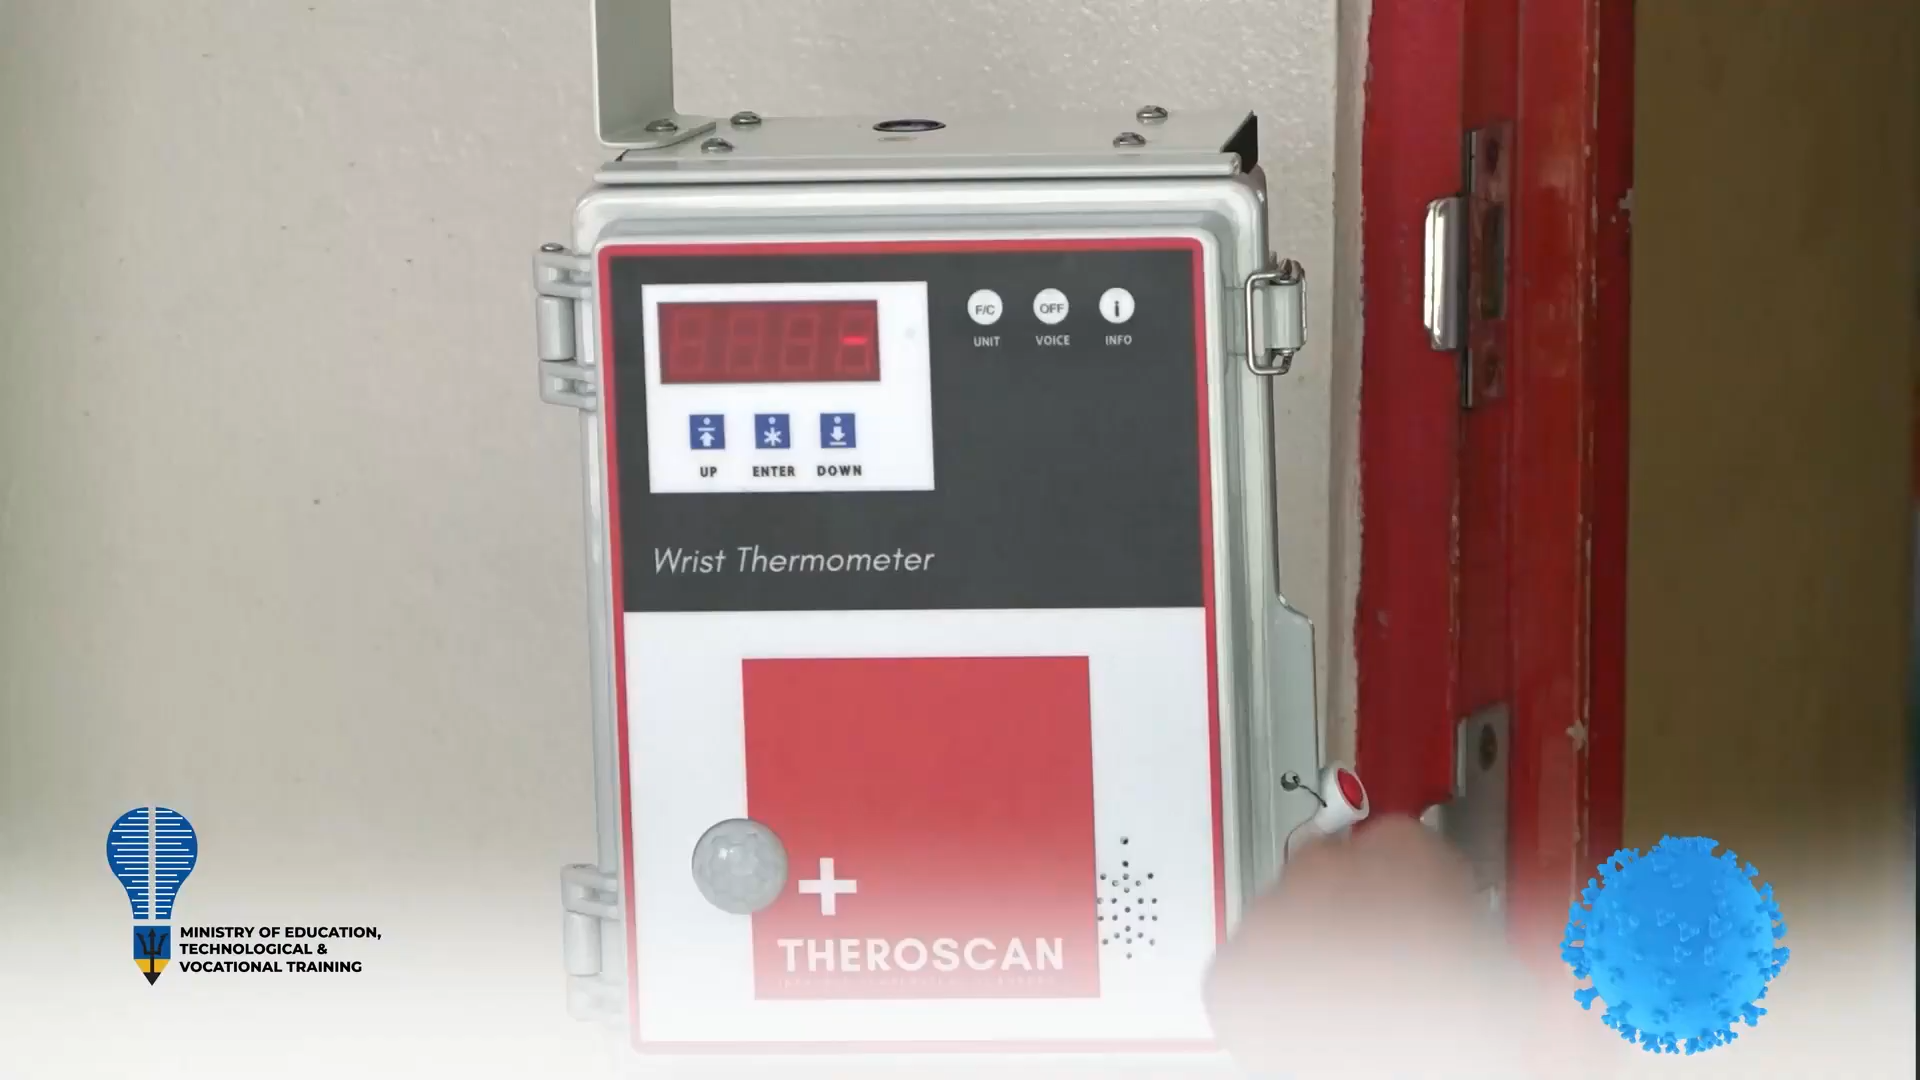 F/C
OFF
i
UNIT
VOICE
INFO
UP
ENTER
DOWN
Wrist Thermometer
THEROSCAN
MINISTRY OF EDUCATION,
TECHNOLOGICAL &
VOCATIONAL TRAINING